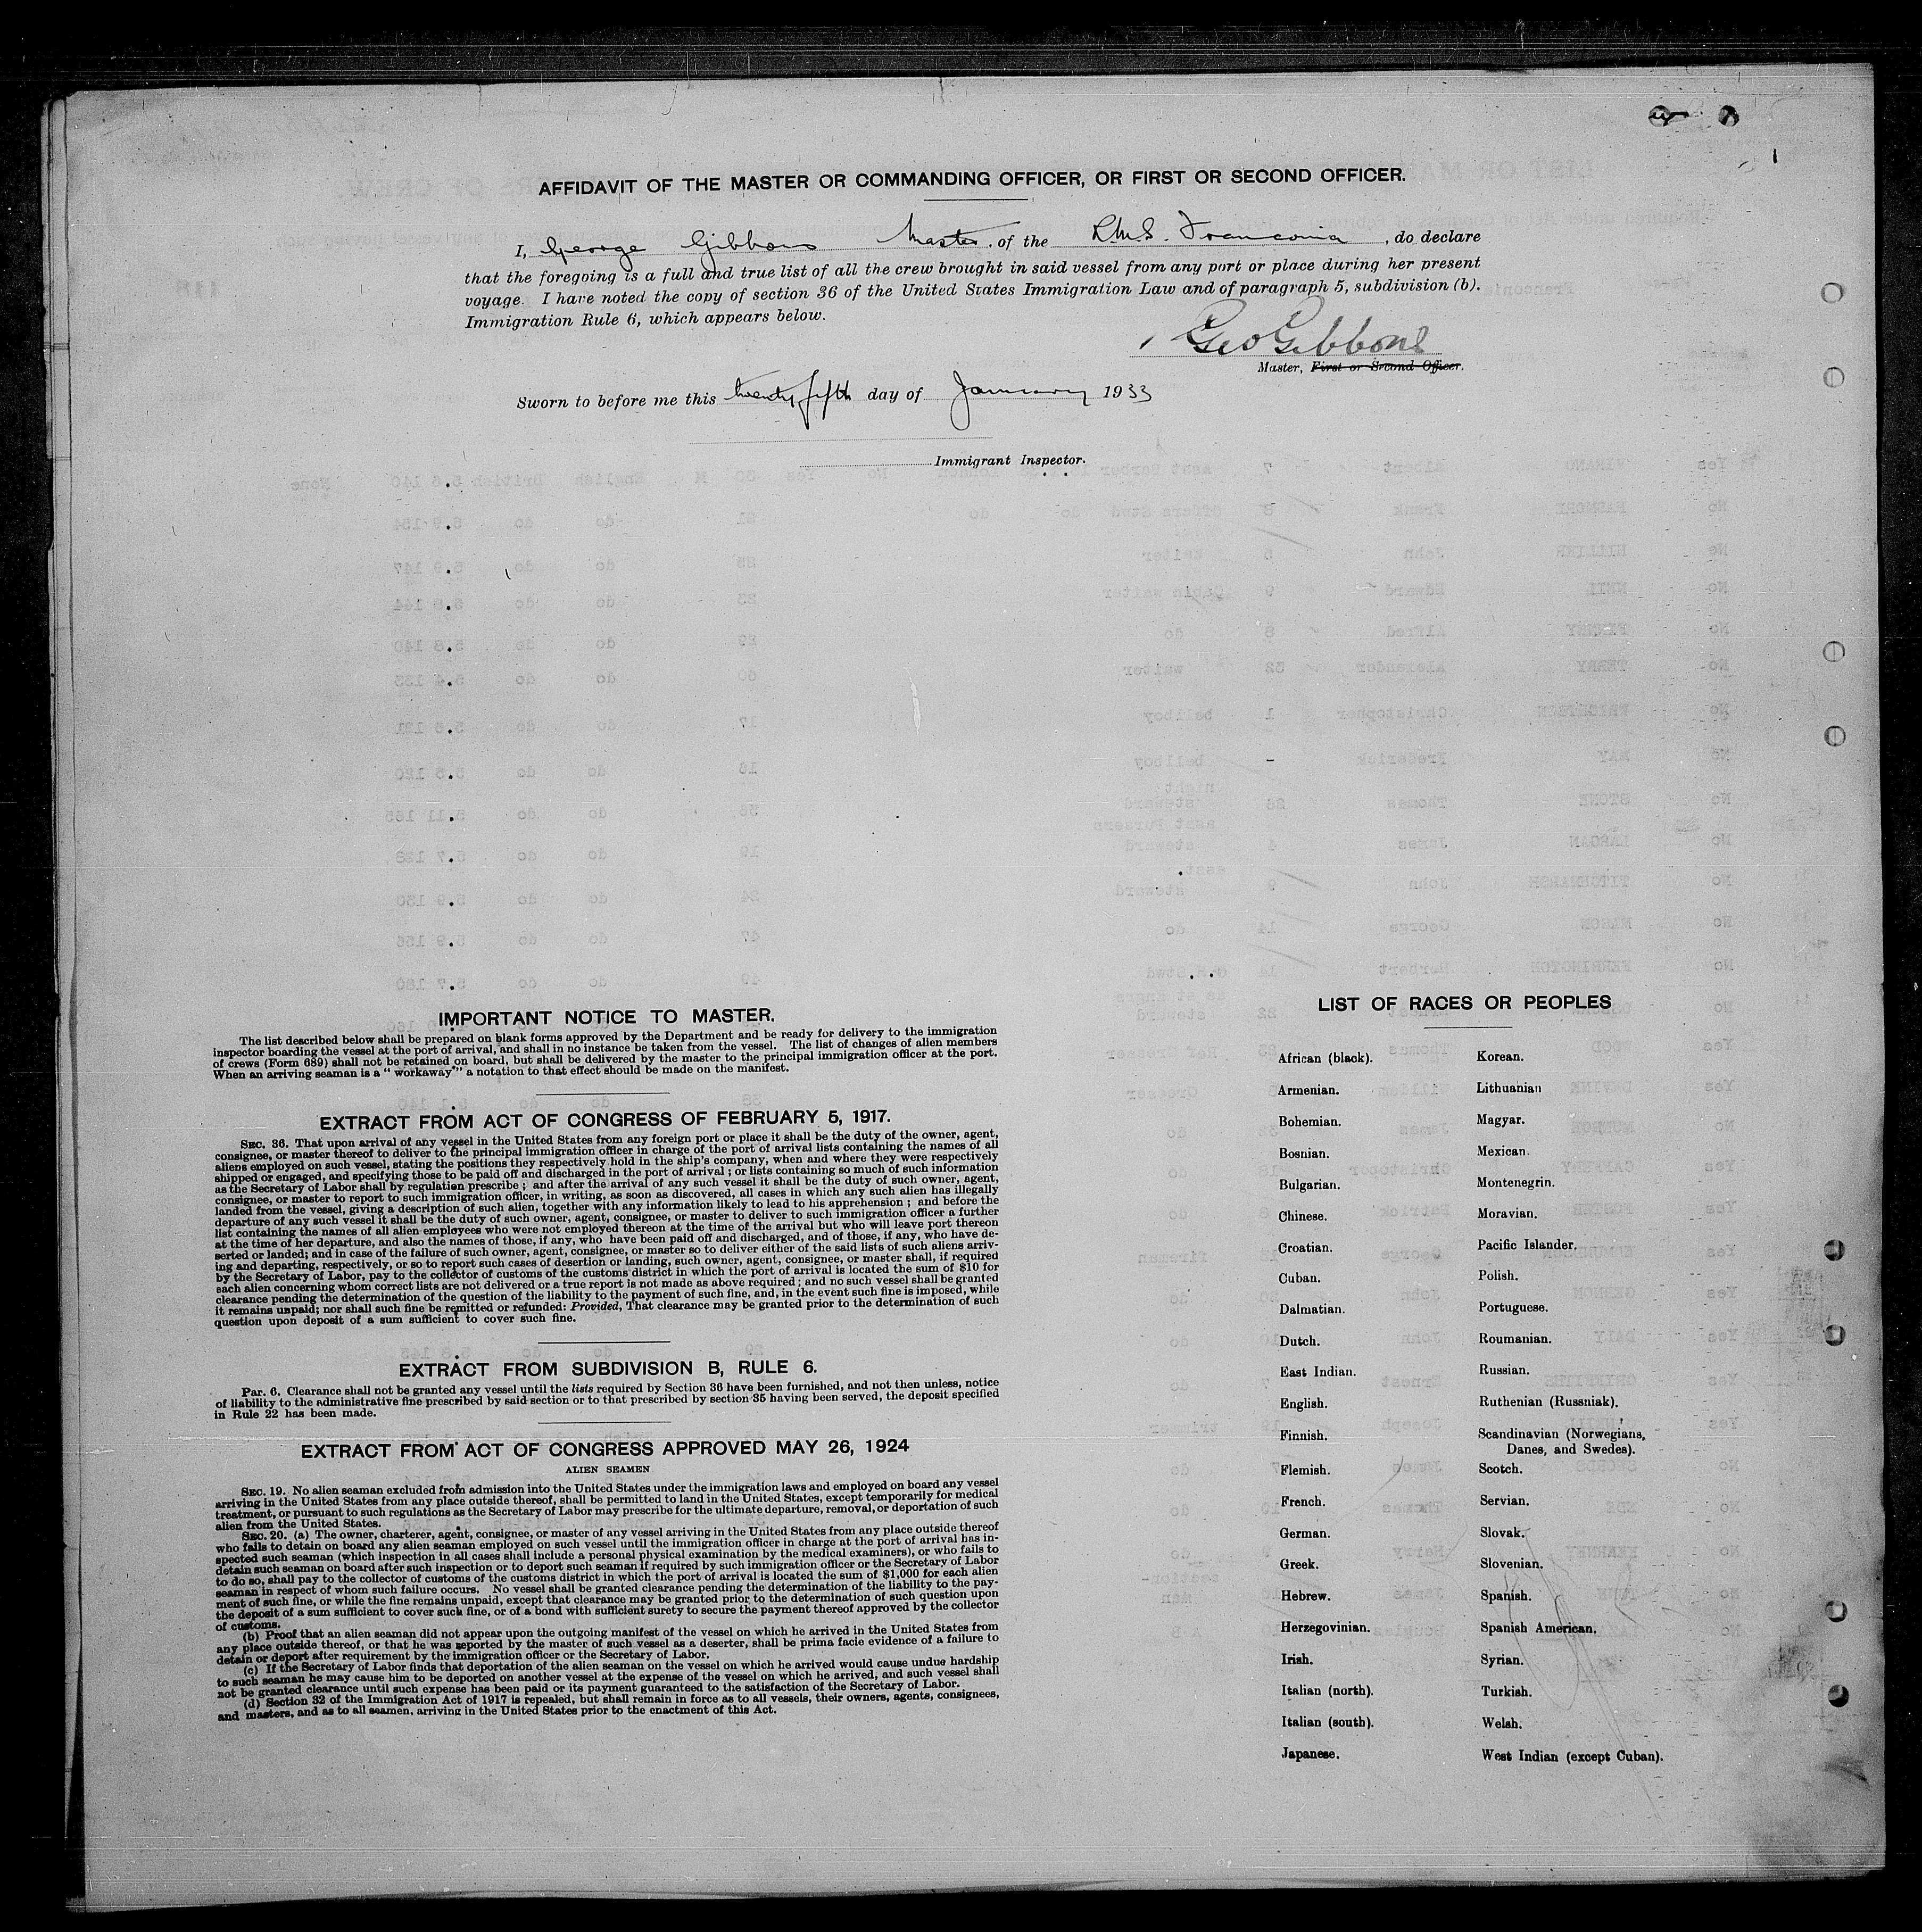 AFFIDAVIT OF THE MASTER OR COMMANDING OFFICER, OR FIRST OR SECOND OFFICER.
I, George Gibbons Master, of the R.M.S. Franconia, do declare
that the foregoing is a full and true list of all the crew brought in said vessel from any port or place during her present
voyage. I have noted the copy of section 36 of the United States Immigration Law and of paragraph 5, subdivision (b).
Immigration Rule 6, which appears below.
Geo Gibbons
Master, First or Second Officer.
Sworn to before me this twenty fifth day of January 1933
Immigrant Inspector.
IMPORTANT NOTICE TO MASTER.
The list described below shall be prepared on blank forms approved by the Department and be ready for delivery to the immigration
inspector boarding the vessel at the port of arrival, and shall in no instance be taken from the vessel. The list of changes of alien members
of crews (Form 689) shall not be retained on board, but shall be delivered by the master to the principal immigration officer at the port.
When an arriving seaman is a "workaway" a notation to that effect should be made on the manifest.
EXTRACT FROM ACT OF CONGRESS OF FEBRUARY 5, 1917.
SEC. 36. That upon arrival of any vessel in the United States from any foreign port or place it shall be the duty of the owner, agent,
consignee, or master thereof to deliver to the principal immigration officer in charge of the port of arrival lists containing the names of all
aliens employed on such vessel, stating the positions they respectively hold in the ship's company, when and where they were respectively
shipped or engaged, and specifying those to be paid off and discharged in the port of arrival; or lists containing so much of such information
as the Secretary of Labor shall by regulation prescribe; and after the arrival of any such vessel it shall be the duty of such owner, agent,
consignee, or master to report to such immigration officer, in writing, as soon as discovered, all cases in which any such alien has illegally
landed from the vessel, giving a description of such alien, together with any information likely to lead to his apprehension; and before the
departure of any such vessel it shall be the duty of such owner, agent, consignee, or master to deliver to such immigration officer a further
list containing the names of all alien employees who were not employed thereon at the time of the arrival but who will leave port thereon
at the time of her departure, and also the names of those, if any, who have been paid off and discharged, and of those, if any, who have de-
serted or landed; and in case of the failure of such owner, agent, consignee, or master so to deliver either of the said lists of such aliens arriv-
ing and departing, respectively, or so to report such cases of desertion or landing, such owner, agent, consignee, or master shall, if required
by the Secretary of Labor, pay to the collector of customs of the customs district in which the port of arrival is located the sum of $10 for
each alien concerning whom correct lists are not delivered or a true report is not made as above required; and no such vessel shall be granted
clearance pending the determination of the question of the liability to the payment of such fine, and, in the event such fine is imposed, while
it remains unpaid; nor shall such fine be remitted or refunded: Provided, That clearance may be granted prior to the determination of such
question upon deposit of a sum sufficient to cover such fine.
EXTRACT FROM SUBDIVISION B, RULE 6.
Par. 6. Clearance shall not be granted any vessel until the lists required by Section 36 have been furnished, and not then unless, notice
of liability to the administrative fine prescribed by said section or to that prescribed by section 35 having been served, the deposit specified
in Rule 22 has been made.
EXTRACT FROM ACT OF CONGRESS APPROVED MAY 26, 1924
ALIEN SEAMEN
SEC. 19. No alien seaman excluded from admission into the United States under the immigration laws and employed on board any vessel
arriving in the United States from any place outside thereof, shall be permitted to land in the United States, except temporarily for medical
treatment, or pursuant to such regulations as the Secretary of Labor may prescribe for the ultimate departure, removal, or deportation of such
alien from the United States.
SEC. 20. (a) The owner, charterer, agent, consignee, or master of any vessel arriving in the United States from any place outside thereof
who fails to detain on board any alien seaman employed on such vessel until the immigration officer in charge at the port of arrival has in-
spected such seaman (which inspection in all cases shall include a personal physical examination by the medical examiners), or who fails to
detain such seaman on board after such inspection or to deport such seaman if required by such immigration officer or the Secretary of Labor
to do so, shall pay to the collector of customs of the customs district in which the port of arrival is located the sum of $1,000 for each alien
seaman in respect of whom such failure occurs. No vessel shall be granted clearance pending the determination of the liability to the pay-
ment of such fine, or while the fine remains unpaid, except that clearance may be granted prior to the determination of such question upon
the deposit of a sum sufficient to cover such fine, or of a bond with sufficient surety to secure the payment thereof approved by the collector
of customs.
(b) Proof that an alien seaman did not appear upon the outgoing manifest of the vessel on which he arrived in the United States from
any place outside thereof, or that he was reported by the master of such vessel as a deserter, shall be prima facie evidence of a failure to
detain or deport after requirement by the immigration officer or the Secretary of Labor.
(c) If the Secretary of Labor finds that deportation of the alien seaman on the vessel on which he arrived would cause undue hardship
to such seaman he may cause him to be deported on another vessel at the expense of the vessel on which he arrived, and such vessel shall
not be granted clearance until such expense has been paid or its payment guaranteed to the satisfaction of the Secretary of Labor.
(d) Section 32 of the Immigration Act of 1917 is repealed, but shall remain in force as to all vessels, their owners, agents, consignees,
and masters, and as to all seamen, arriving in the United States prior to the enactment of this Act.
LIST OF RACES OR PEOPLES
African (black).
Armenian.
Bohemian.
Bosnian.
Bulgarian.
Chinese.
Croatian.
Cuban.
Dalmatian.
Dutch.
East Indian.
English.
Finnish.
Flemish.
French.
German.
Greek.
Hebrew.
Herzegovinian.
Irish.
Italian (north).
Italian (south).
Japanese.
Korean.
Lithuanian
Magyar.
Mexican.
Montenegrin.
Moravian.
Pacific Islander.
Polish.
Portuguese.
Roumanian.
Russian.
Ruthenian (Russniak).
Scandinavian (Norwegians,
Danes, and Swedes).
Scotch.
Servian.
Slovak.
Slovenian.
Spanish.
Spanish American.
Syrian.
Turkish.
Welsh.
West Indian (except Cuban).